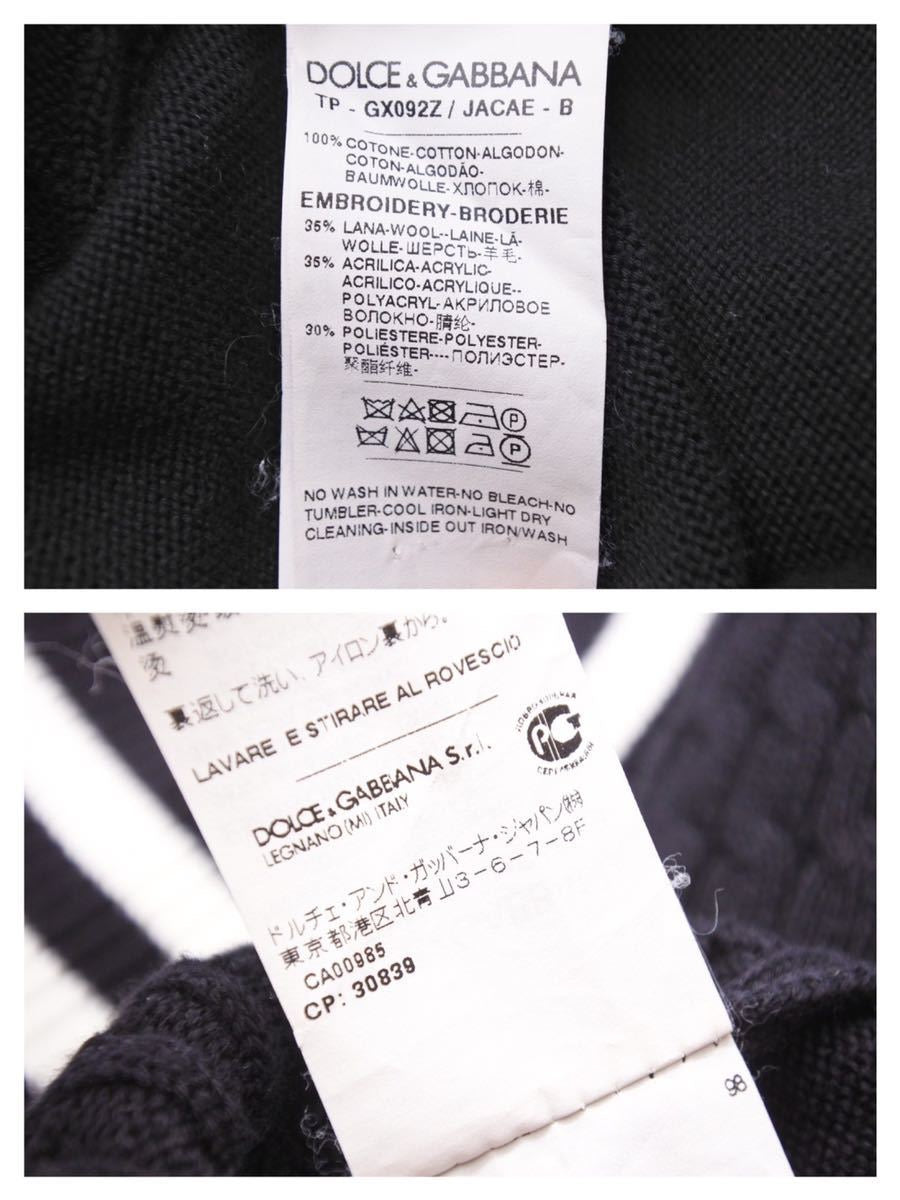 DOLCE & GABBANA
TP - GX092Z / JACAE - B
100% COTONE-COTTON-ALGODON-
COTON-ALGODÃO-
BAUMWOLLE-ХЛОПОК-棉-
EMBROIDERY-BRODERIE
35% LANA-WOOL--LAINE-LÃ-
WOLLE-ШЕРСТЬ-羊毛-
35% ACRILICA-ACRYLIC-
ACRILICO-ACRYLIQUE--
POLYACRYL-АКРИЛОВОЕ
ВОЛОКНО-腈纶-
30% POLIESTERE-POLYESTER-
POLIÉSTER----ПОЛИЭСТЕР-
聚酯纤维-
P
P
NO WASH IN WATER-NO BLEACH-NO
TUMBLER-COOL IRON-LIGHT DRY
CLEANING-INSIDE OUT IRON/WASH
烫
裏返して洗い、アイロン裏から。
LAVARE E STIRARE AL ROVESCIO
DOLCE & GABBANA S.r.l.
LEGNANO (MI) ITALY
ドルチェ・アンド・ガッバーナ・ジャパン(株)
東京都港区北青山3-6-7-8F
CA00985
CP: 30839
98